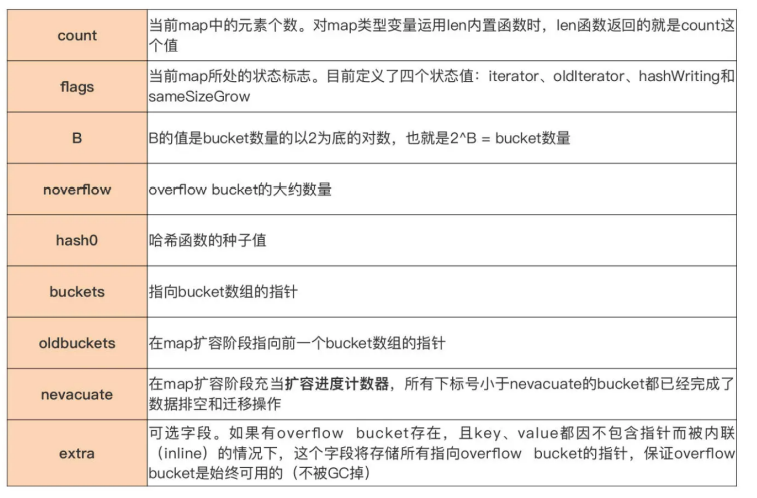 count
当前map中的元素个数。对map类型变量运用len内置函数时，len函数返回的就是count这
个值
flags
当前map所处的状态标志。目前定义了四个状态值：iterator、oldIterator、hashWriting和
sameSizeGrow
B
B的值是bucket数量的以2为底的对数，也就是2^B = bucket数量
noverflow
overflow bucket的大约数量
hash0
哈希函数的种子值
buckets
指向bucket数组的指针
oldbuckets
在map扩容阶段指向前一个bucket数组的指针
nevacuate
在map扩容阶段充当扩容进度计数器，所有下标号小于nevacuate的bucket都已经完成了
数据排空和迁移操作
extra
可选字段。如果有overflow bucket存在，且key、value都因不包含指针而被内联
（inline）的情况下，这个字段将存储所有指向overflow bucket的指针，保证overflow
bucket是始终可用的（不被GC掉）